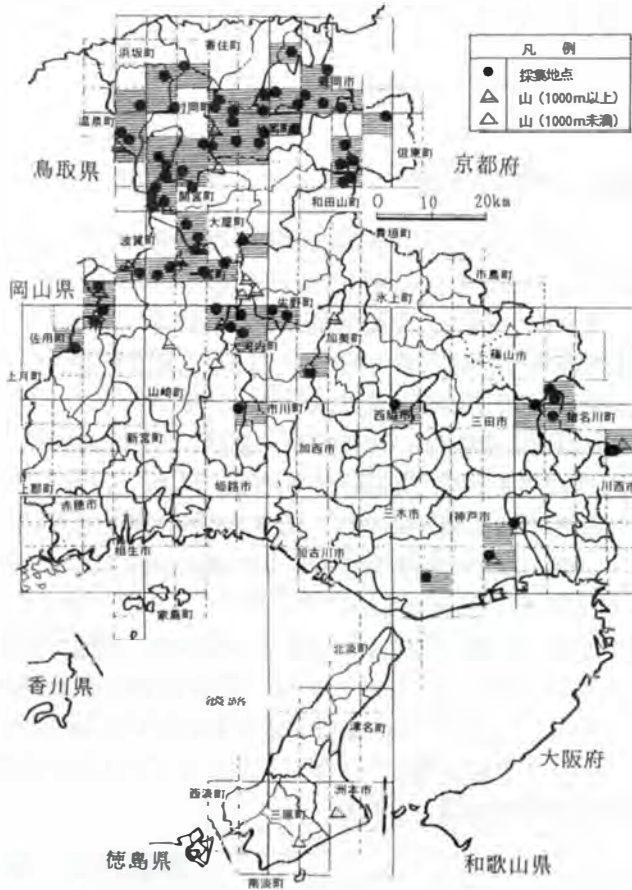 浜坂町
香住町
凡 例
採集地点
山（1000m以上）
山（1000m未満）
豊岡市
村岡町
温泉町
但東町
鳥取県
京都府
関宮町
和田山町
大屋町
0 10 20km
波賀町
青垣町
市島町
岡山県
生野町
氷上町
佐用町
加美町
篠山市
大河内町
上月町
山崎町
市川町
西脇市
三田市
猪名川町
新宮町
加西市
上郡町
姫路市
川西市
赤穂市
三木市
神戸市
相生市
加古川市
家島町
北淡町
香川県
淡路
津名町
大阪府
西淡町
洲本市
三原町
徳島県
和歌山県
南淡町